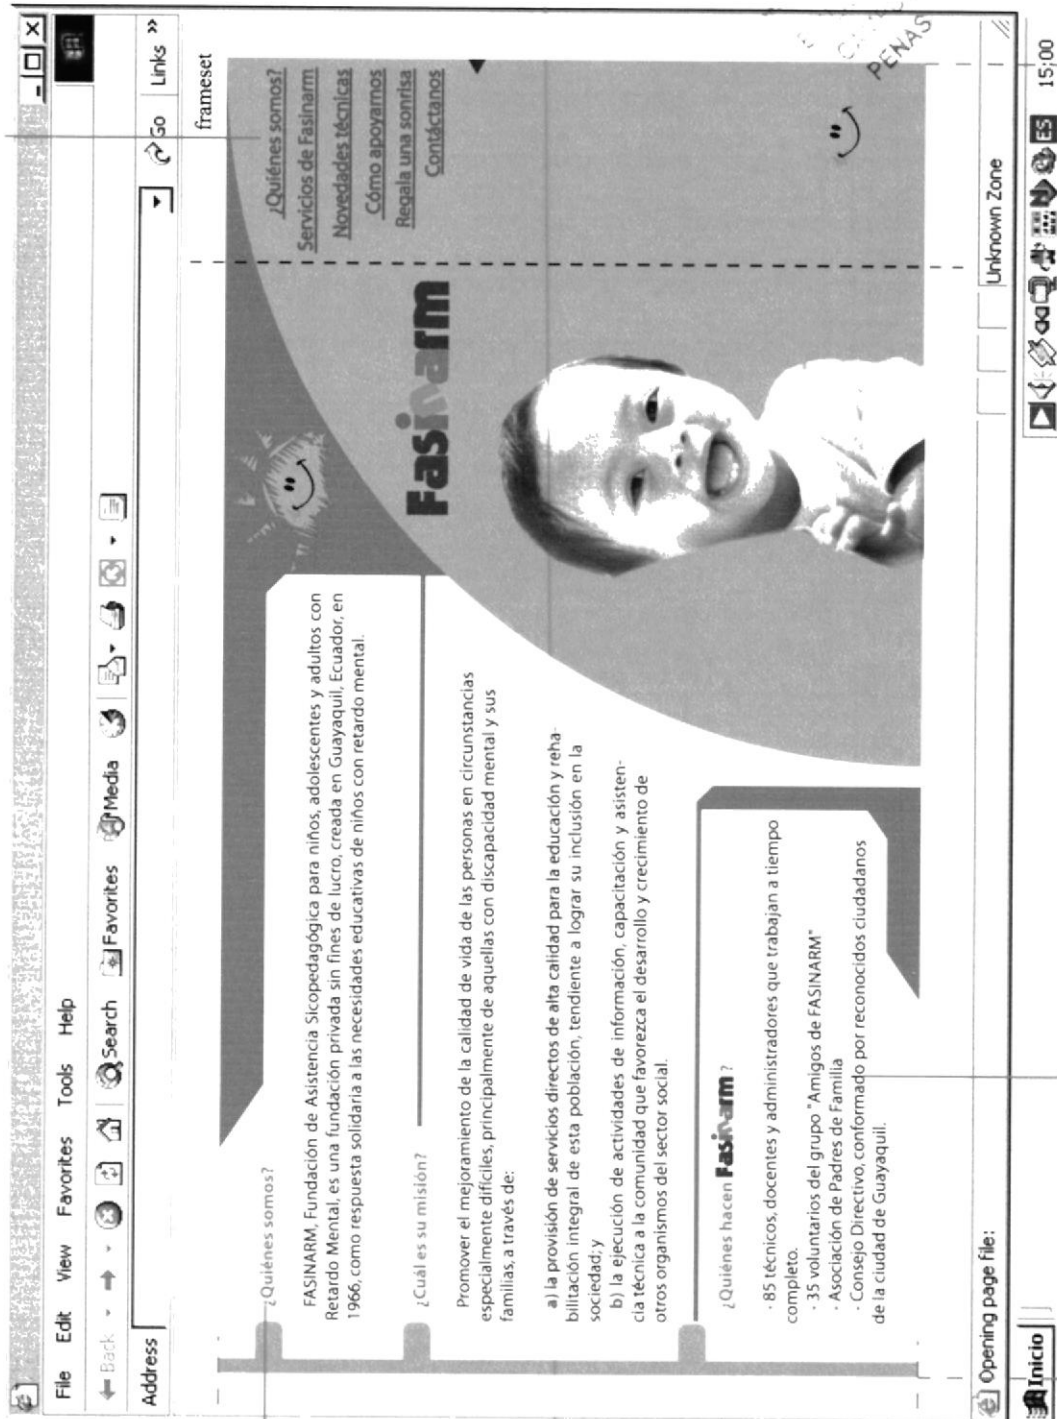 File Edit View Favorites Tools Help
Back Search Favorites Media
Address Go Links »
frameset
¿Quiénes somos?
FASINARM, Fundación de Asistencia Sicopedagógica para niños, adolescentes y adultos con
Retardo Mental, es una fundación privada sin fines de lucro, creada en Guayaquil, Ecuador, en
1966, como respuesta solidaria a las necesidades educativas de niños con retardo mental.
¿Cuál es su misión?
Promover el mejoramiento de la calidad de vida de las personas en circunstancias
especialmente difíciles, principalmente de aquellas con discapacidad mental y sus
familias, a través de:
a) la provisión de servicios directos de alta calidad para la educación y reha-
bilitación integral de esta población, tendiente a lograr su inclusión en la
sociedad; y
b) la ejecución de actividades de información, capacitación y asisten-
cia técnica a la comunidad que favorezca el desarrollo y crecimiento de
otros organismos del sector social.
¿Quiénes hacen Fasinarm ?
· 85 técnicos, docentes y administradores que trabajan a tiempo
completo.
· 35 voluntarios del grupo "Amigos de FASINARM"
· Asociación de Padres de Familia
· Consejo Directivo, conformado por reconocidos ciudadanos
de la ciudad de Guayaquil.
Fasinarm
¿Quiénes somos?
Servicios de Fasinarm
Novedades técnicas
Cómo apoyarnos
Regala una sonrisa
Contáctanos
PENAS
Opening page file:
Unknown Zone
Inicio
ES 15:00